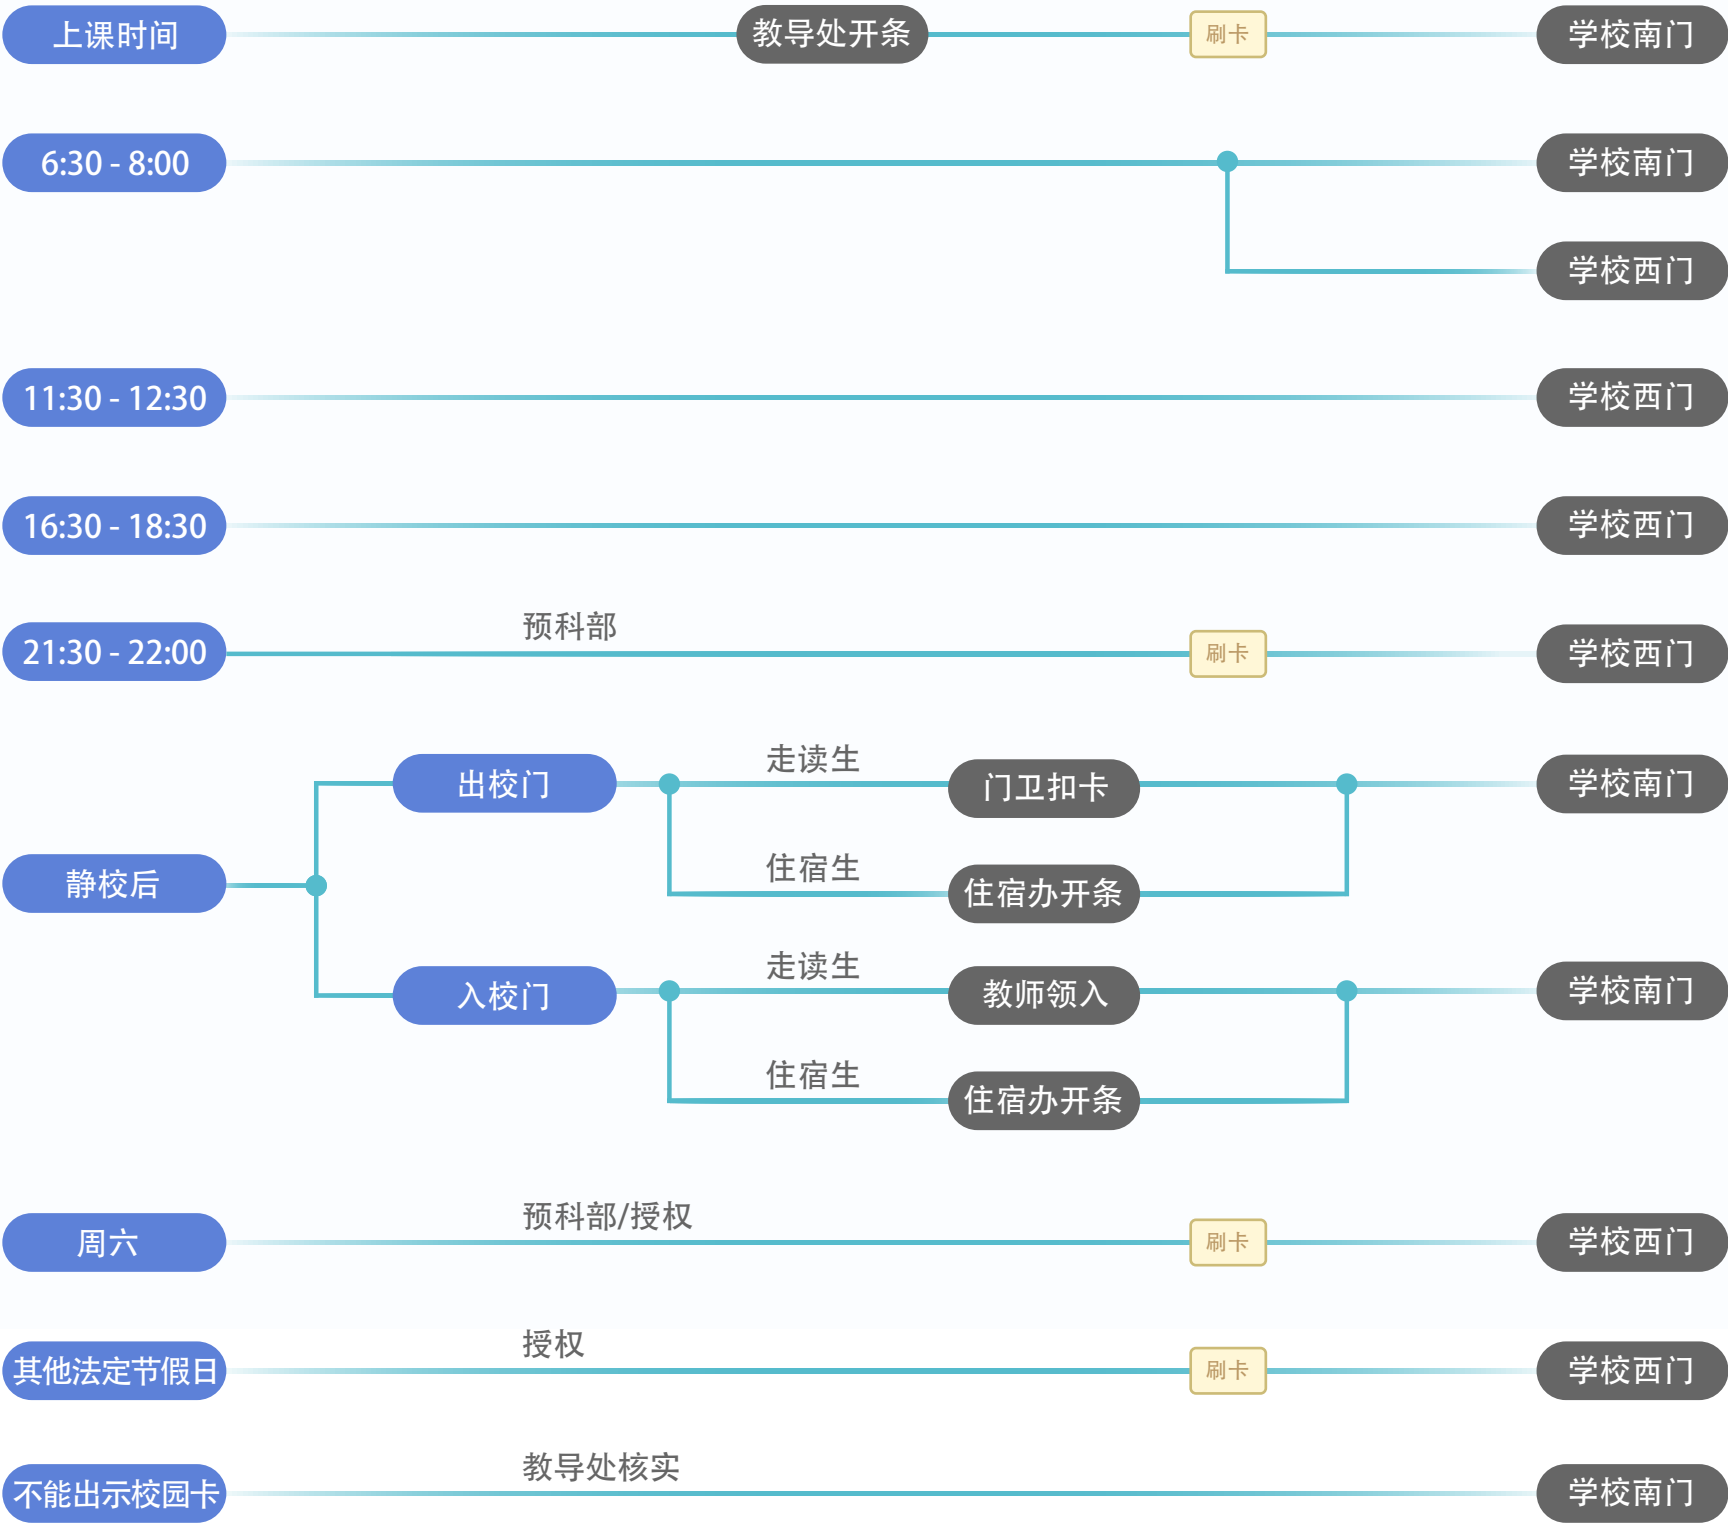 上课时间
教导处开条
刷卡
学校南门
6:30 - 8:00
学校南门
学校西门
11:30 - 12:30
学校西门
16:30 - 18:30
学校西门
21:30 - 22:00
预科部
刷卡
学校西门
静校后
出校门
走读生
门卫扣卡
学校南门
住宿生
住宿办开条
入校门
走读生
教师领入
学校南门
住宿生
住宿办开条
周六
预科部/授权
刷卡
学校西门
其他法定节假日
授权
刷卡
学校西门
不能出示校园卡
教导处核实
学校南门